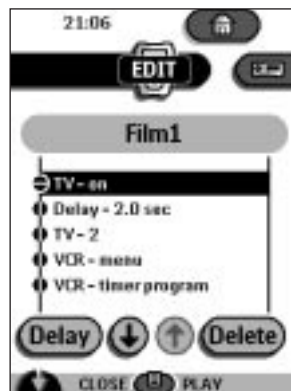 21:06
EDIT
Film1
TV - on
Delay - 2.0 sec
TV - 2
VCR - menu
VCR - timer program
Delay
Delete
CLOSE
PLAY